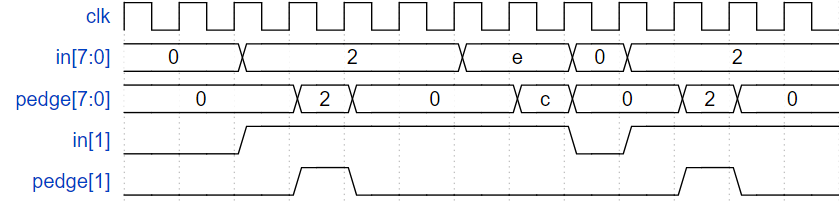 clk
in[7:0] 0 2 e 0 2
pedge[7:0] 0 2 0 c 0 2 0
in[1]
pedge[1]